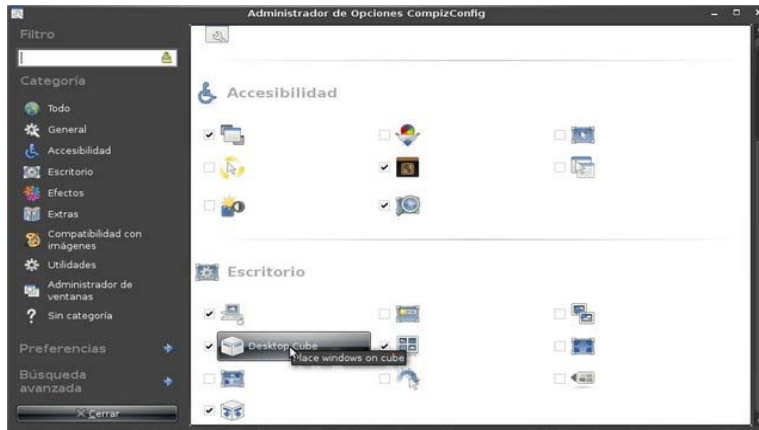 Administrador de Opciones CompizConfig
Filtro
Categoría
Todo
General
Accesibilidad
Escritorio
Efectos
Extras
Compatibilidad con
imágenes
Utilidades
Administrador de
ventanas
Sin categoría
Preferencias
Búsqueda
avanzada
Cerrar
Accesibilidad
Escritorio
Desktop Cube
Place windows on cube